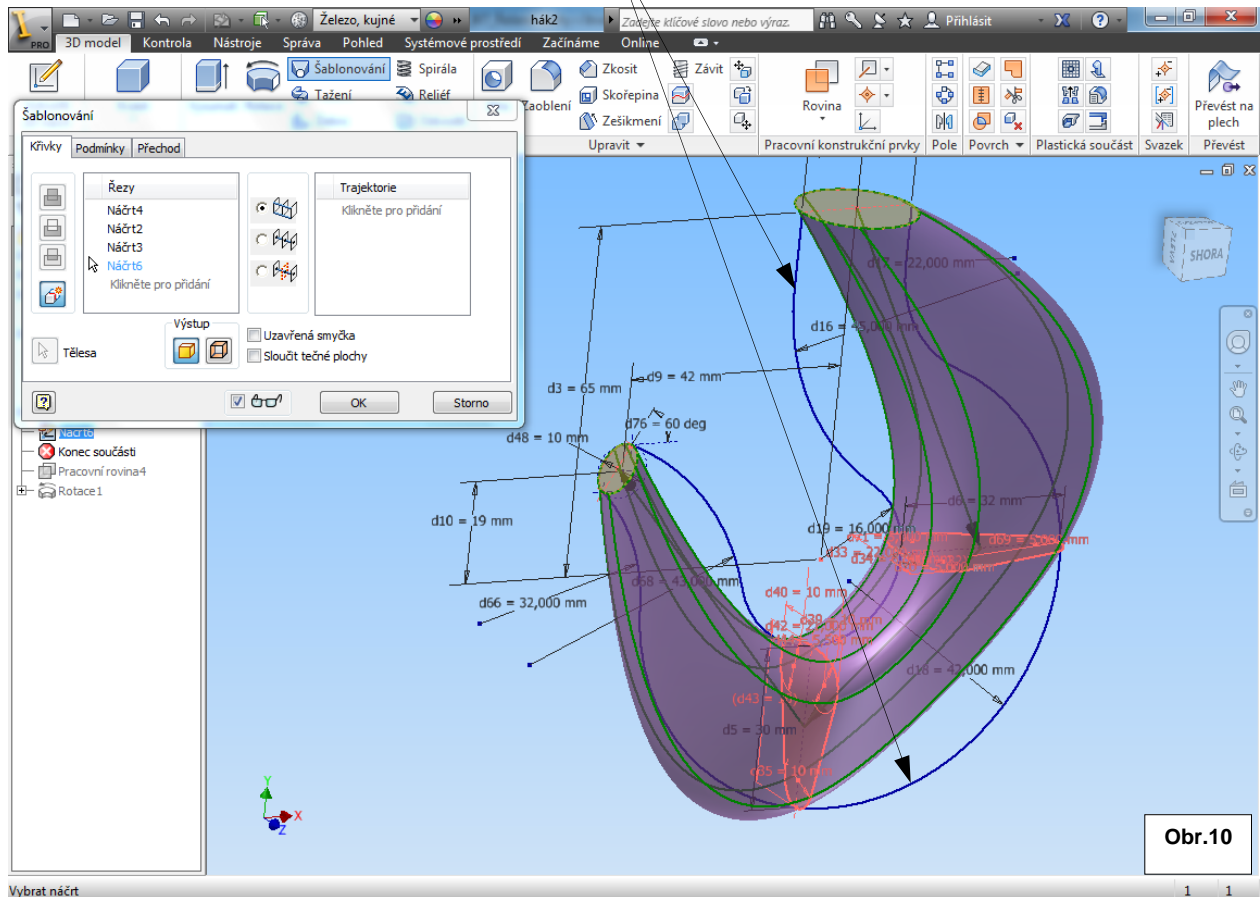 Železo, kujné
hák2
Zadejte klíčové slovo nebo výraz.
Přihlásit
PRO
3D model Kontrola Nástroje Správa Pohled Systémové prostředí Začínáme Online
Šablonování Spirála
Tažení Reliéf
Zaoblení
Zkosit Závit
Skořepina
Zešikmení
Rovina
Převést na
plech
Upravit
Pracovní konstrukční prvky Pole Povrch Plastická součást Svazek Převést
Šablonování
Křivky Podmínky Přechod
Řezy
Náčrt4
Náčrt2
Náčrt3
Náčrt6
Klikněte pro přidání
Trajektorie
Klikněte pro přidání
Tělesa
Výstup
Uzavřená smyčka
Sloučit tečné plochy
OK
Storno
Náčrt6
Konec součásti
Pracovní rovina4
Rotace1
SHORA
d17 = 22,000 mm
d16 = 45,000 mm
d9 = 42 mm
d3 = 65 mm
d76 = 60 deg
d48 = 10 mm
d6 = 32 mm
d10 = 19 mm
d19 = 16,000 mm
d68 = 43,000 mm
d66 = 32,000 mm
d40 = 10 mm
d18 = 42,000 mm
d5 = 30 mm
d35 = 10 mm
Y
X
Z
Obr.10
Vybrat náčrt
1 1